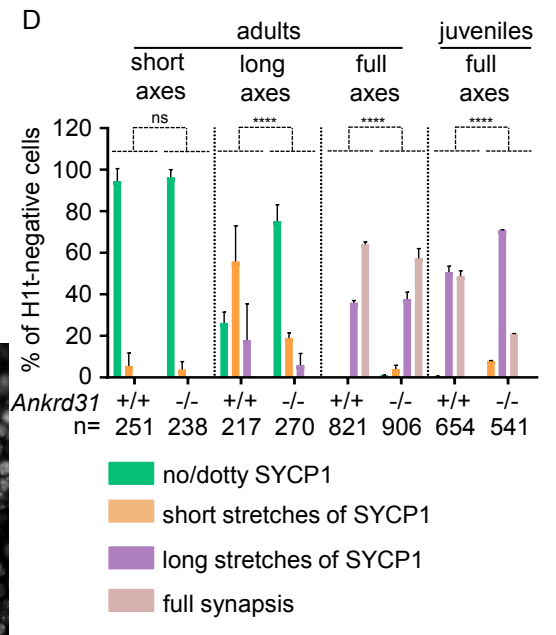 D
adults juveniles
short axes long axes full axes full axes
ns **** **** ****
% of H1t-negative cells
120
100
80
60
40
20
0
Ankrd31 +/+ -/- +/+ -/- +/+ -/- +/+ -/-
n= 251 238 217 270 821 906 654 541
no/dotty SYCP1
short stretches of SYCP1
long stretches of SYCP1
full synapsis